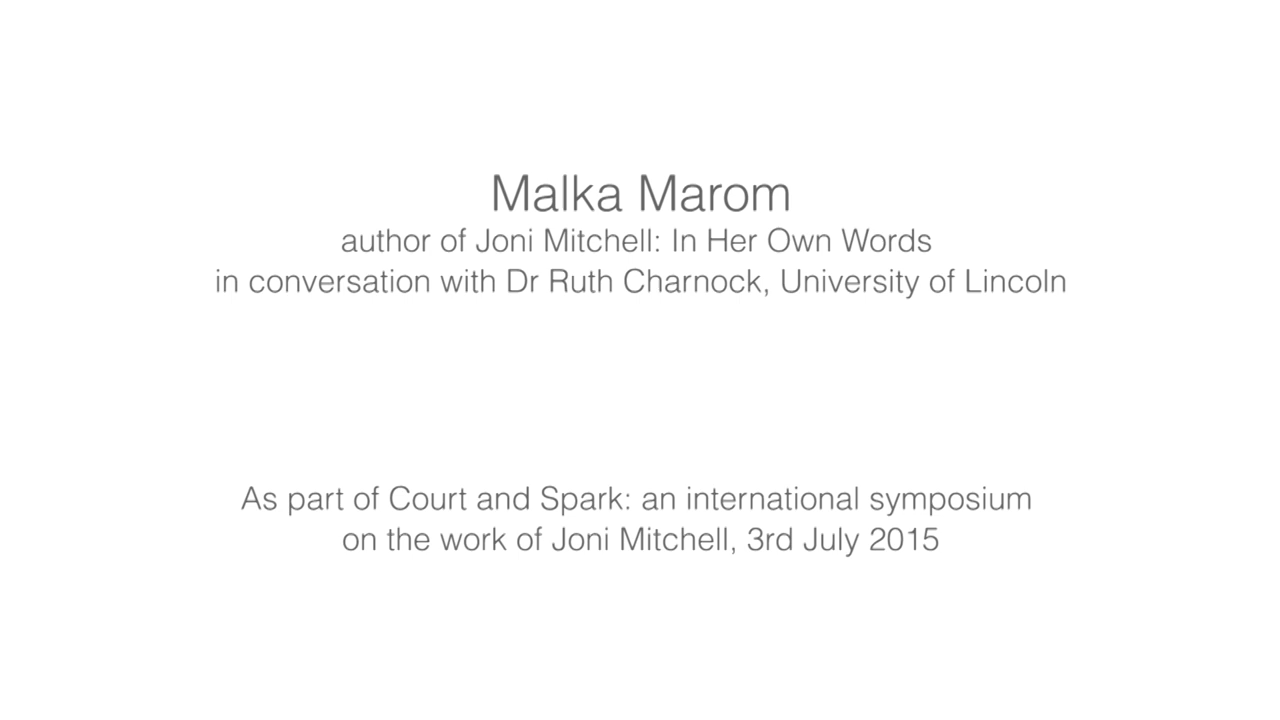 Malka Marom
author of Joni Mitchell: In Her Own Words
in conversation with Dr Ruth Charnock, University of Lincoln
As part of Court and Spark: an international symposium
on the work of Joni Mitchell, 3rd July 2015